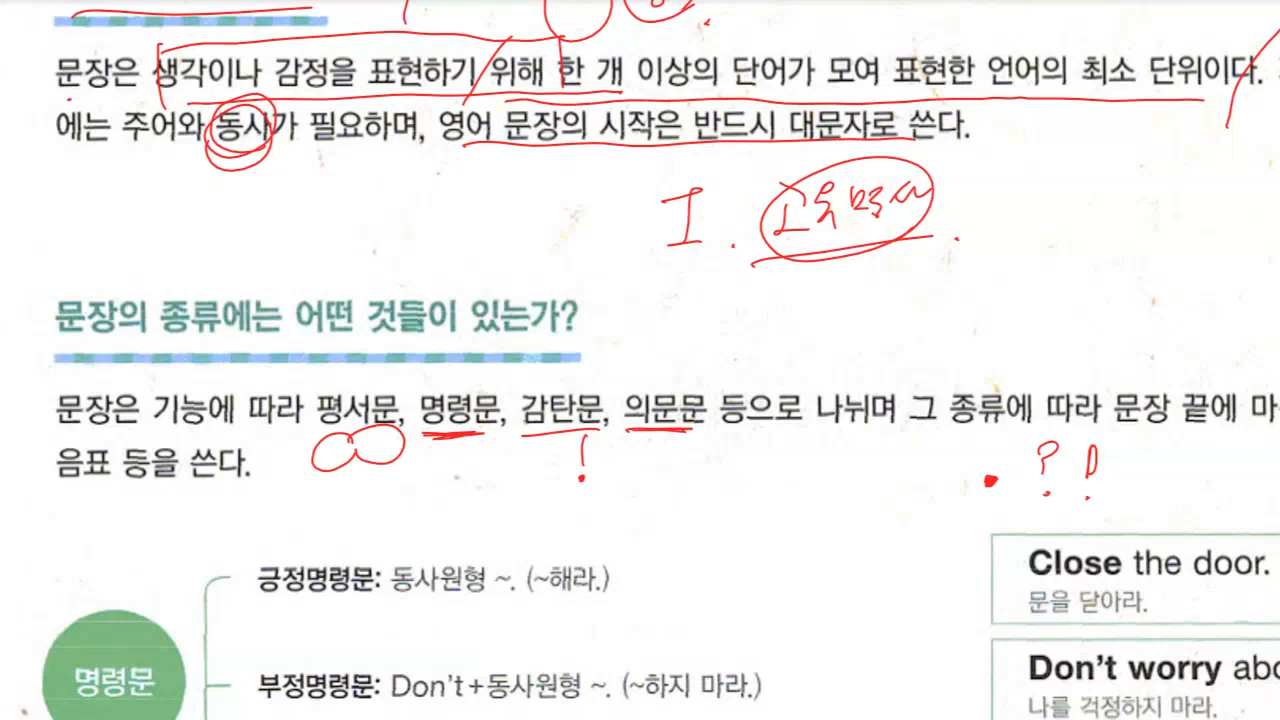 문장은 생각이나 감정을 표현하기 위해 한 개 이상의 단어가 모여 표현한 언어의 최소 단위이다.
에는 주어와 동사가 필요하며, 영어 문장의 시작은 반드시 대문자로 쓴다.
I. 고유명사.
문장의 종류에는 어떤 것들이 있는가?
문장은 기능에 따라 평서문, 명령문, 감탄문, 의문문 등으로 나뉘며 그 종류에 따라 문장 끝에 마
음표 등을 쓴다.
! . ? !
긍정명령문: 동사원형 ~. (~해라.)
Close the door.
문을 닫아라.
명령문
부정명령문: Don't+동사원형 ~. (~하지 마라.)
Don't worry abo
나를 걱정하지 마라.